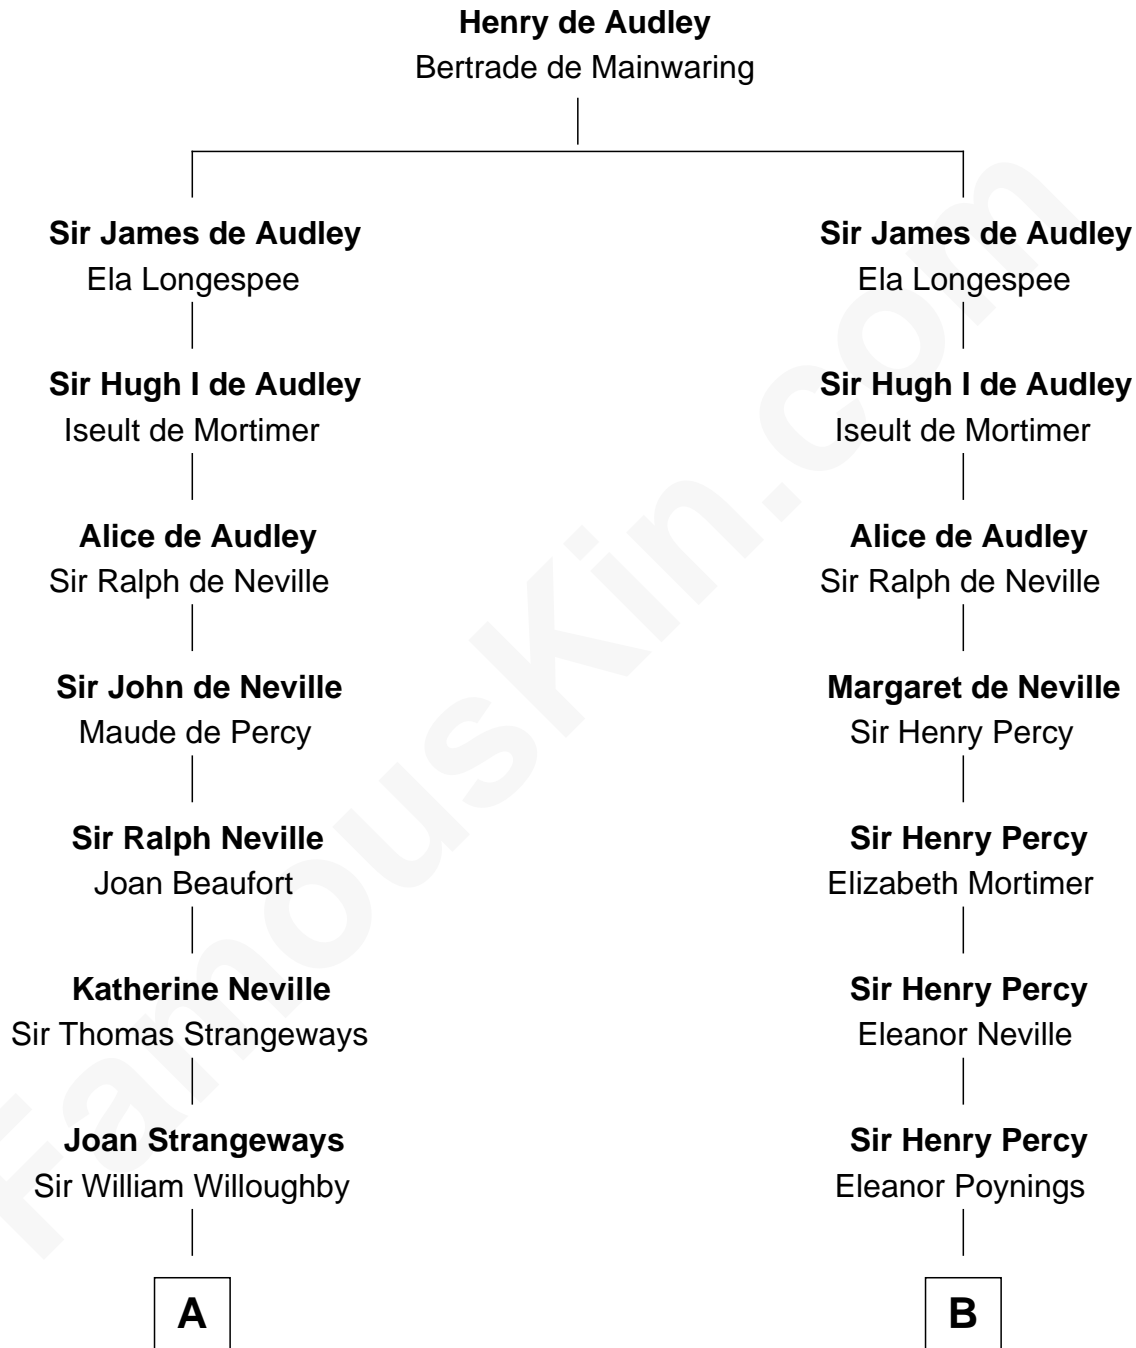 Henry de Audley
Bertrade de Mainwaring
Sir James de Audley
Ela Longespee
Sir Hugh I de Audley
Iseult de Mortimer
Alice de Audley
Sir Ralph de Neville
Sir John de Neville
Maude de Percy
Sir Ralph Neville
Joan Beaufort
Katherine Neville
Sir Thomas Strangeways
Joan Strangeways
Sir William Willoughby
A
Sir James de Audley
Ela Longespee
Sir Hugh I de Audley
Iseult de Mortimer
Alice de Audley
Sir Ralph de Neville
Margaret de Neville
Sir Henry Percy
Sir Henry Percy
Elizabeth Mortimer
Sir Henry Percy
Eleanor Neville
Sir Henry Percy
Eleanor Poynings
B
FamousKin.com